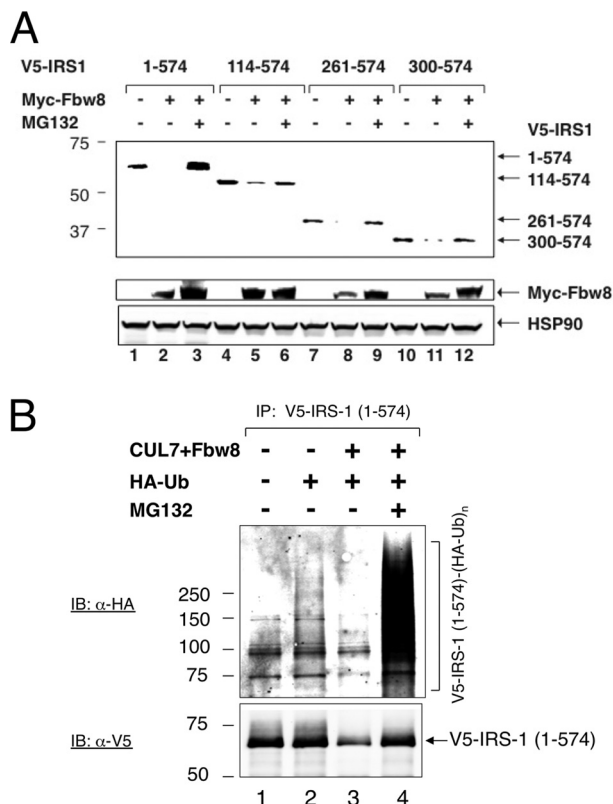 A
V5-IRS1 1-574 114-574 261-574 300-574
Myc-Fbw8 - + + - + + - + + - + +
MG132 + + + +
V5-IRS1
75
50
37
1-574
114-574
261-574
300-574
Myc-Fbw8
HSP90
1 2 3 4 5 6 7 8 9 10 11 12
B
IP: V5-IRS-1 (1-574)
CUL7+Fbw8 - - + +
HA-Ub - + + +
MG132 - - - +
IB: α-HA
250
150
100
75
V5-IRS-1 (1-574)-(HA-Ub)n
IB: α-V5
75
50
V5-IRS-1 (1-574)
1 2 3 4